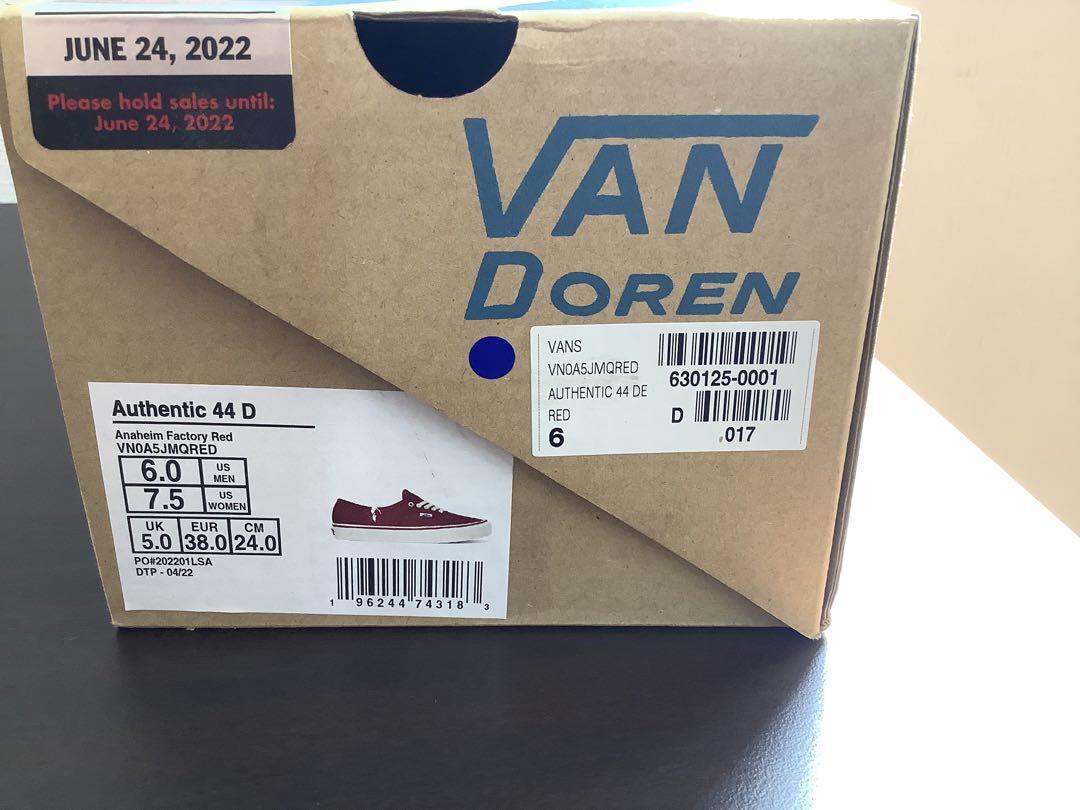 JUNE 24, 2022
Please hold sales until:
June 24, 2022
VAN
DOREN
VANS
VN0A5JMQRED
AUTHENTIC 44 DE
RED
6
630125-0001
D
.017
Authentic 44 D
Anaheim Factory Red
VN0A5JMQRED
6.0 US MEN
7.5 US WOMEN
UK EUR CM
5.0 38.0 24.0
PO#202201LSA
DTP - 04/22
1 96244 74318 3